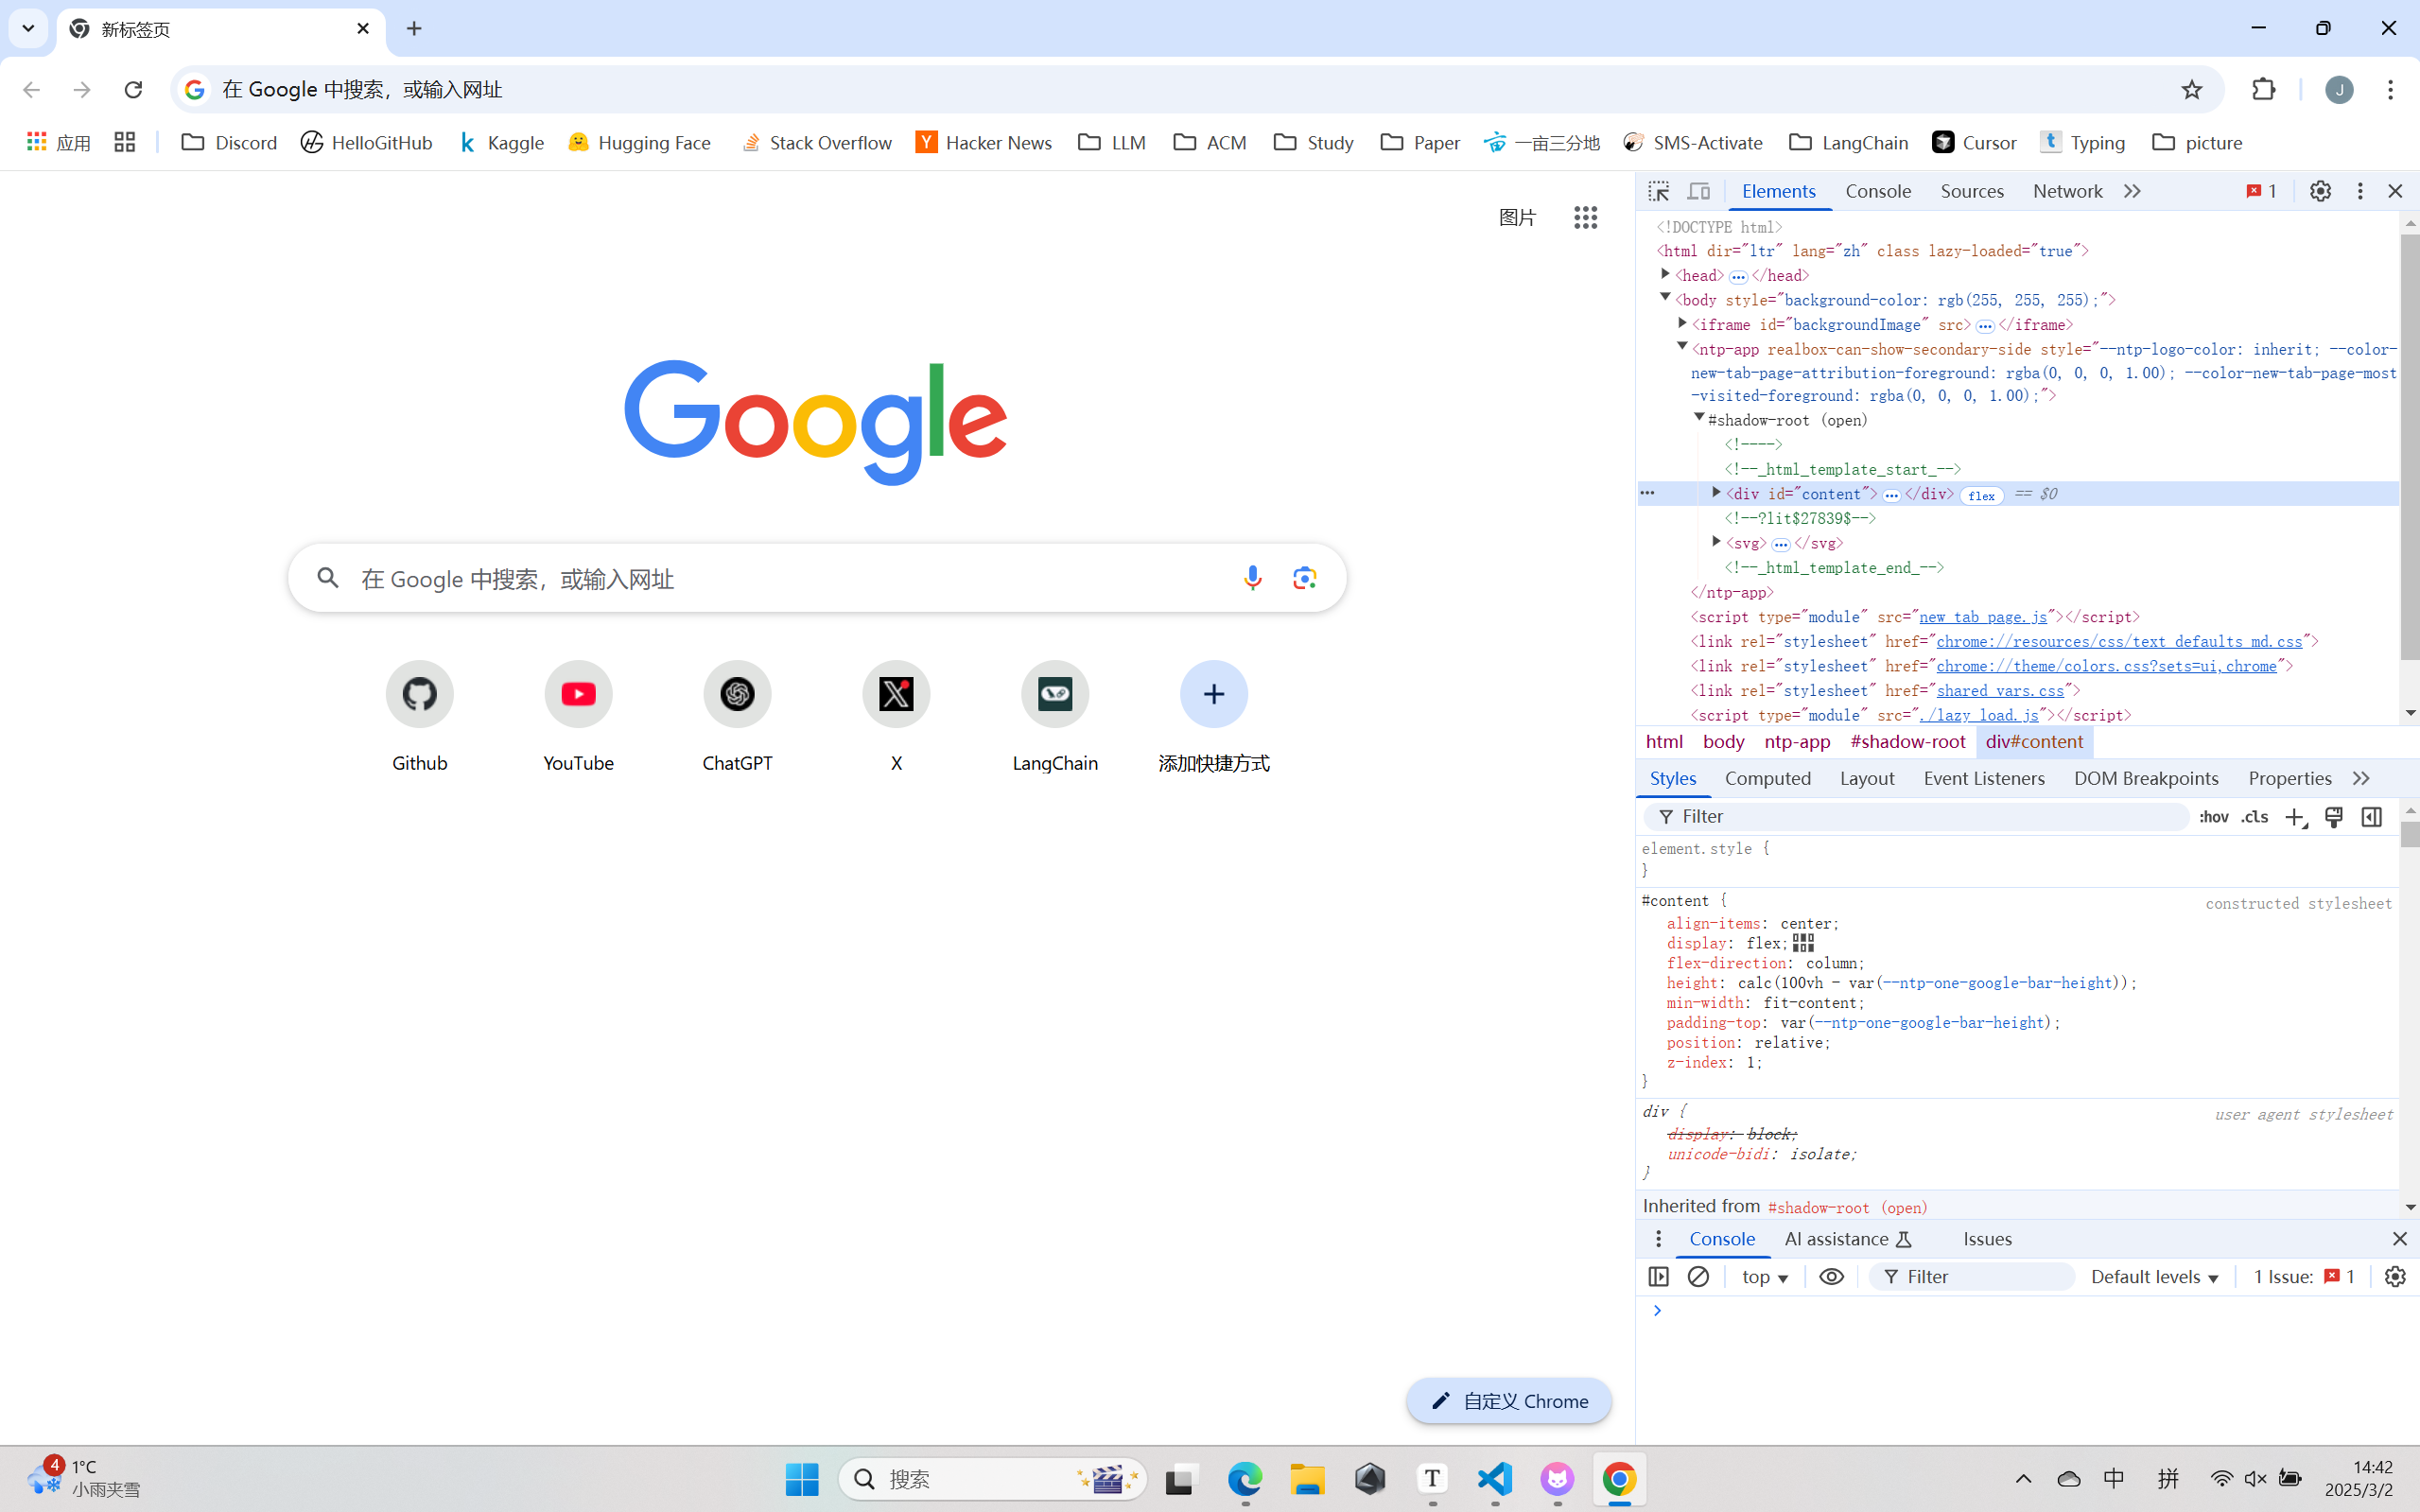 新标签页
在 Google 中搜索，或输入网址
应用 Discord HelloGitHub Kaggle Hugging Face Stack Overflow Hacker News LLM ACM Study Paper 一亩三分地 SMS-Activate LangChain Cursor Typing picture
图片
Google
在 Google 中搜索，或输入网址
Github YouTube ChatGPT X LangChain 添加快捷方式
自定义 Chrome
Elements Console Sources Network 1
<!DOCTYPE html>
<html dir="ltr" lang="zh" class lazy-loaded="true">
<head> … </head>
<body style="background-color: rgb(255, 255, 255);">
<iframe id="backgroundImage" src> … </iframe>
<ntp-app realbox-can-show-secondary-side style="--ntp-logo-color: inherit; --color-
new-tab-page-attribution-foreground: rgba(0, 0, 0, 1.00); --color-new-tab-page-most
-visited-foreground: rgba(0, 0, 0, 1.00);">
#shadow-root (open)
<!---->
<!--_html_template_start_-->
<div id="content"> … </div> flex == $0
<!--?lit$27839$-->
<svg> … </svg>
<!--_html_template_end_-->
</ntp-app>
<script type="module" src="new_tab_page.js"></script>
<link rel="stylesheet" href="chrome://resources/css/text_defaults_md.css">
<link rel="stylesheet" href="chrome://theme/colors.css?sets=ui,chrome">
<link rel="stylesheet" href="shared_vars.css">
<script type="module" src="./lazy_load.js"></script>
html body ntp-app #shadow-root div#content
Styles Computed Layout Event Listeners DOM Breakpoints Properties
Filter :hov .cls
element.style {
}
#content { constructed stylesheet
align-items: center;
display: flex;
flex-direction: column;
height: calc(100vh - var(--ntp-one-google-bar-height));
min-width: fit-content;
padding-top: var(--ntp-one-google-bar-height);
position: relative;
z-index: 1;
}
div { user agent stylesheet
display: block;
unicode-bidi: isolate;
}
Inherited from #shadow-root (open)
Console AI assistance Issues
top Filter Default levels 1 Issue: 1
4 1°C
小雨夹雪
搜索
中 拼
14:42
2025/3/2